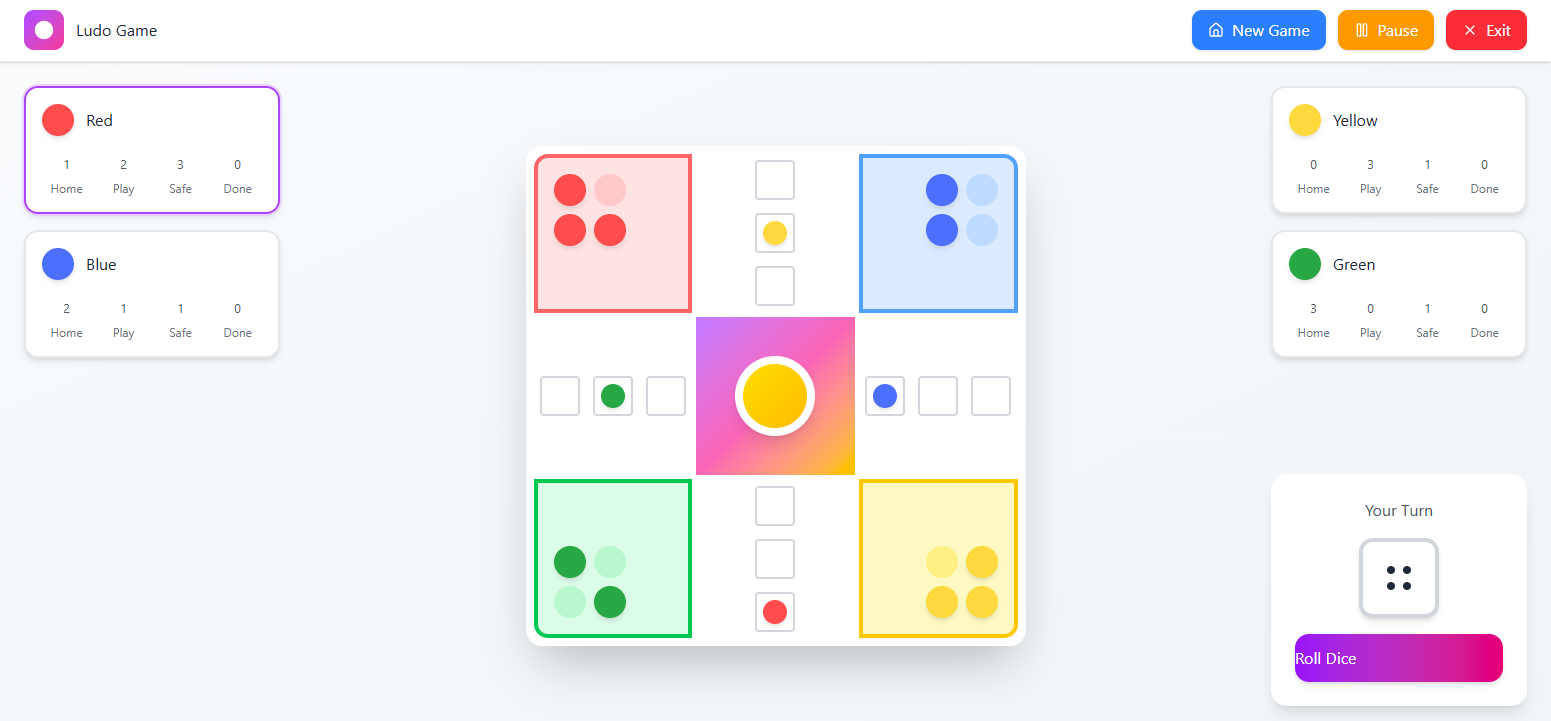 Ludo Game
New Game
Pause
Exit
Red
1 2 3 0
Home Play Safe Done
Blue
2 1 1 0
Home Play Safe Done
Yellow
0 3 1 0
Home Play Safe Done
Green
3 0 1 0
Home Play Safe Done
Your Turn
Roll Dice